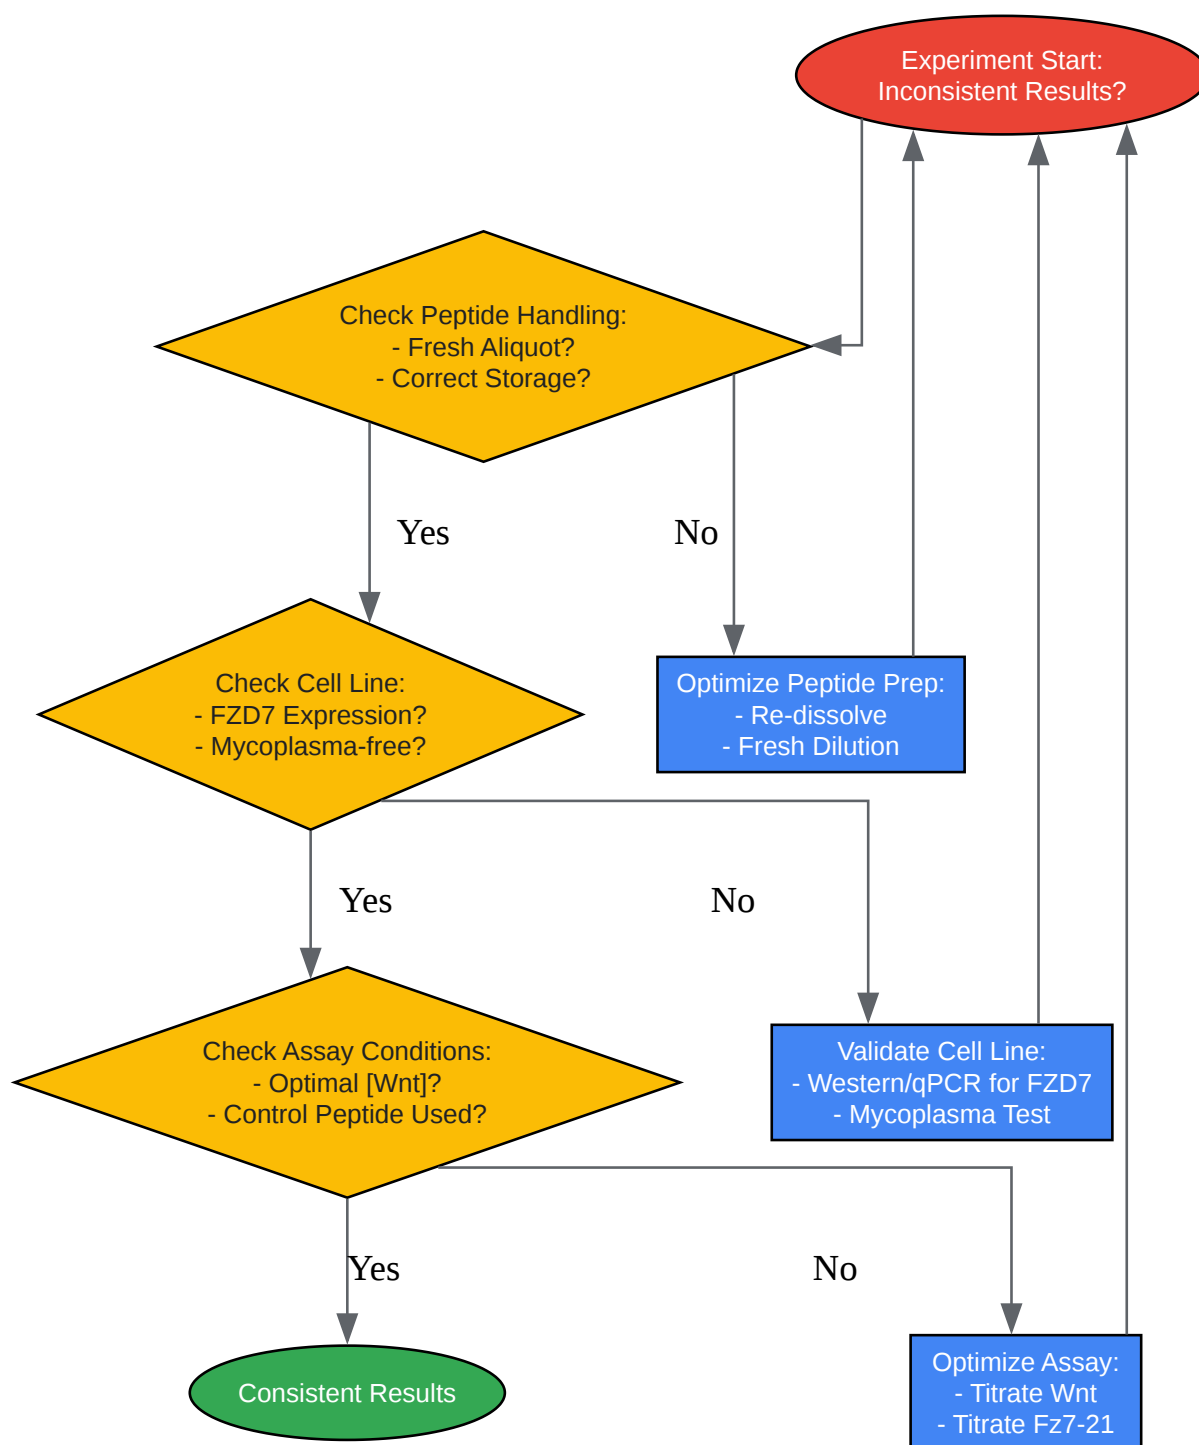 Experiment Start:
Inconsistent Results?
Check Peptide Handling:
- Fresh Aliquot?
- Correct Storage?
Yes
No
Check Cell Line:
- FZD7 Expression?
- Mycoplasma-free?
Optimize Peptide Prep:
- Re-dissolve
- Fresh Dilution
Yes
No
Check Assay Conditions:
- Optimal [Wnt]?
- Control Peptide Used?
Validate Cell Line:
- Western/qPCR for FZD7
- Mycoplasma Test
Yes
No
Consistent Results
Optimize Assay:
- Titrate Wnt
- Titrate Fz7-21